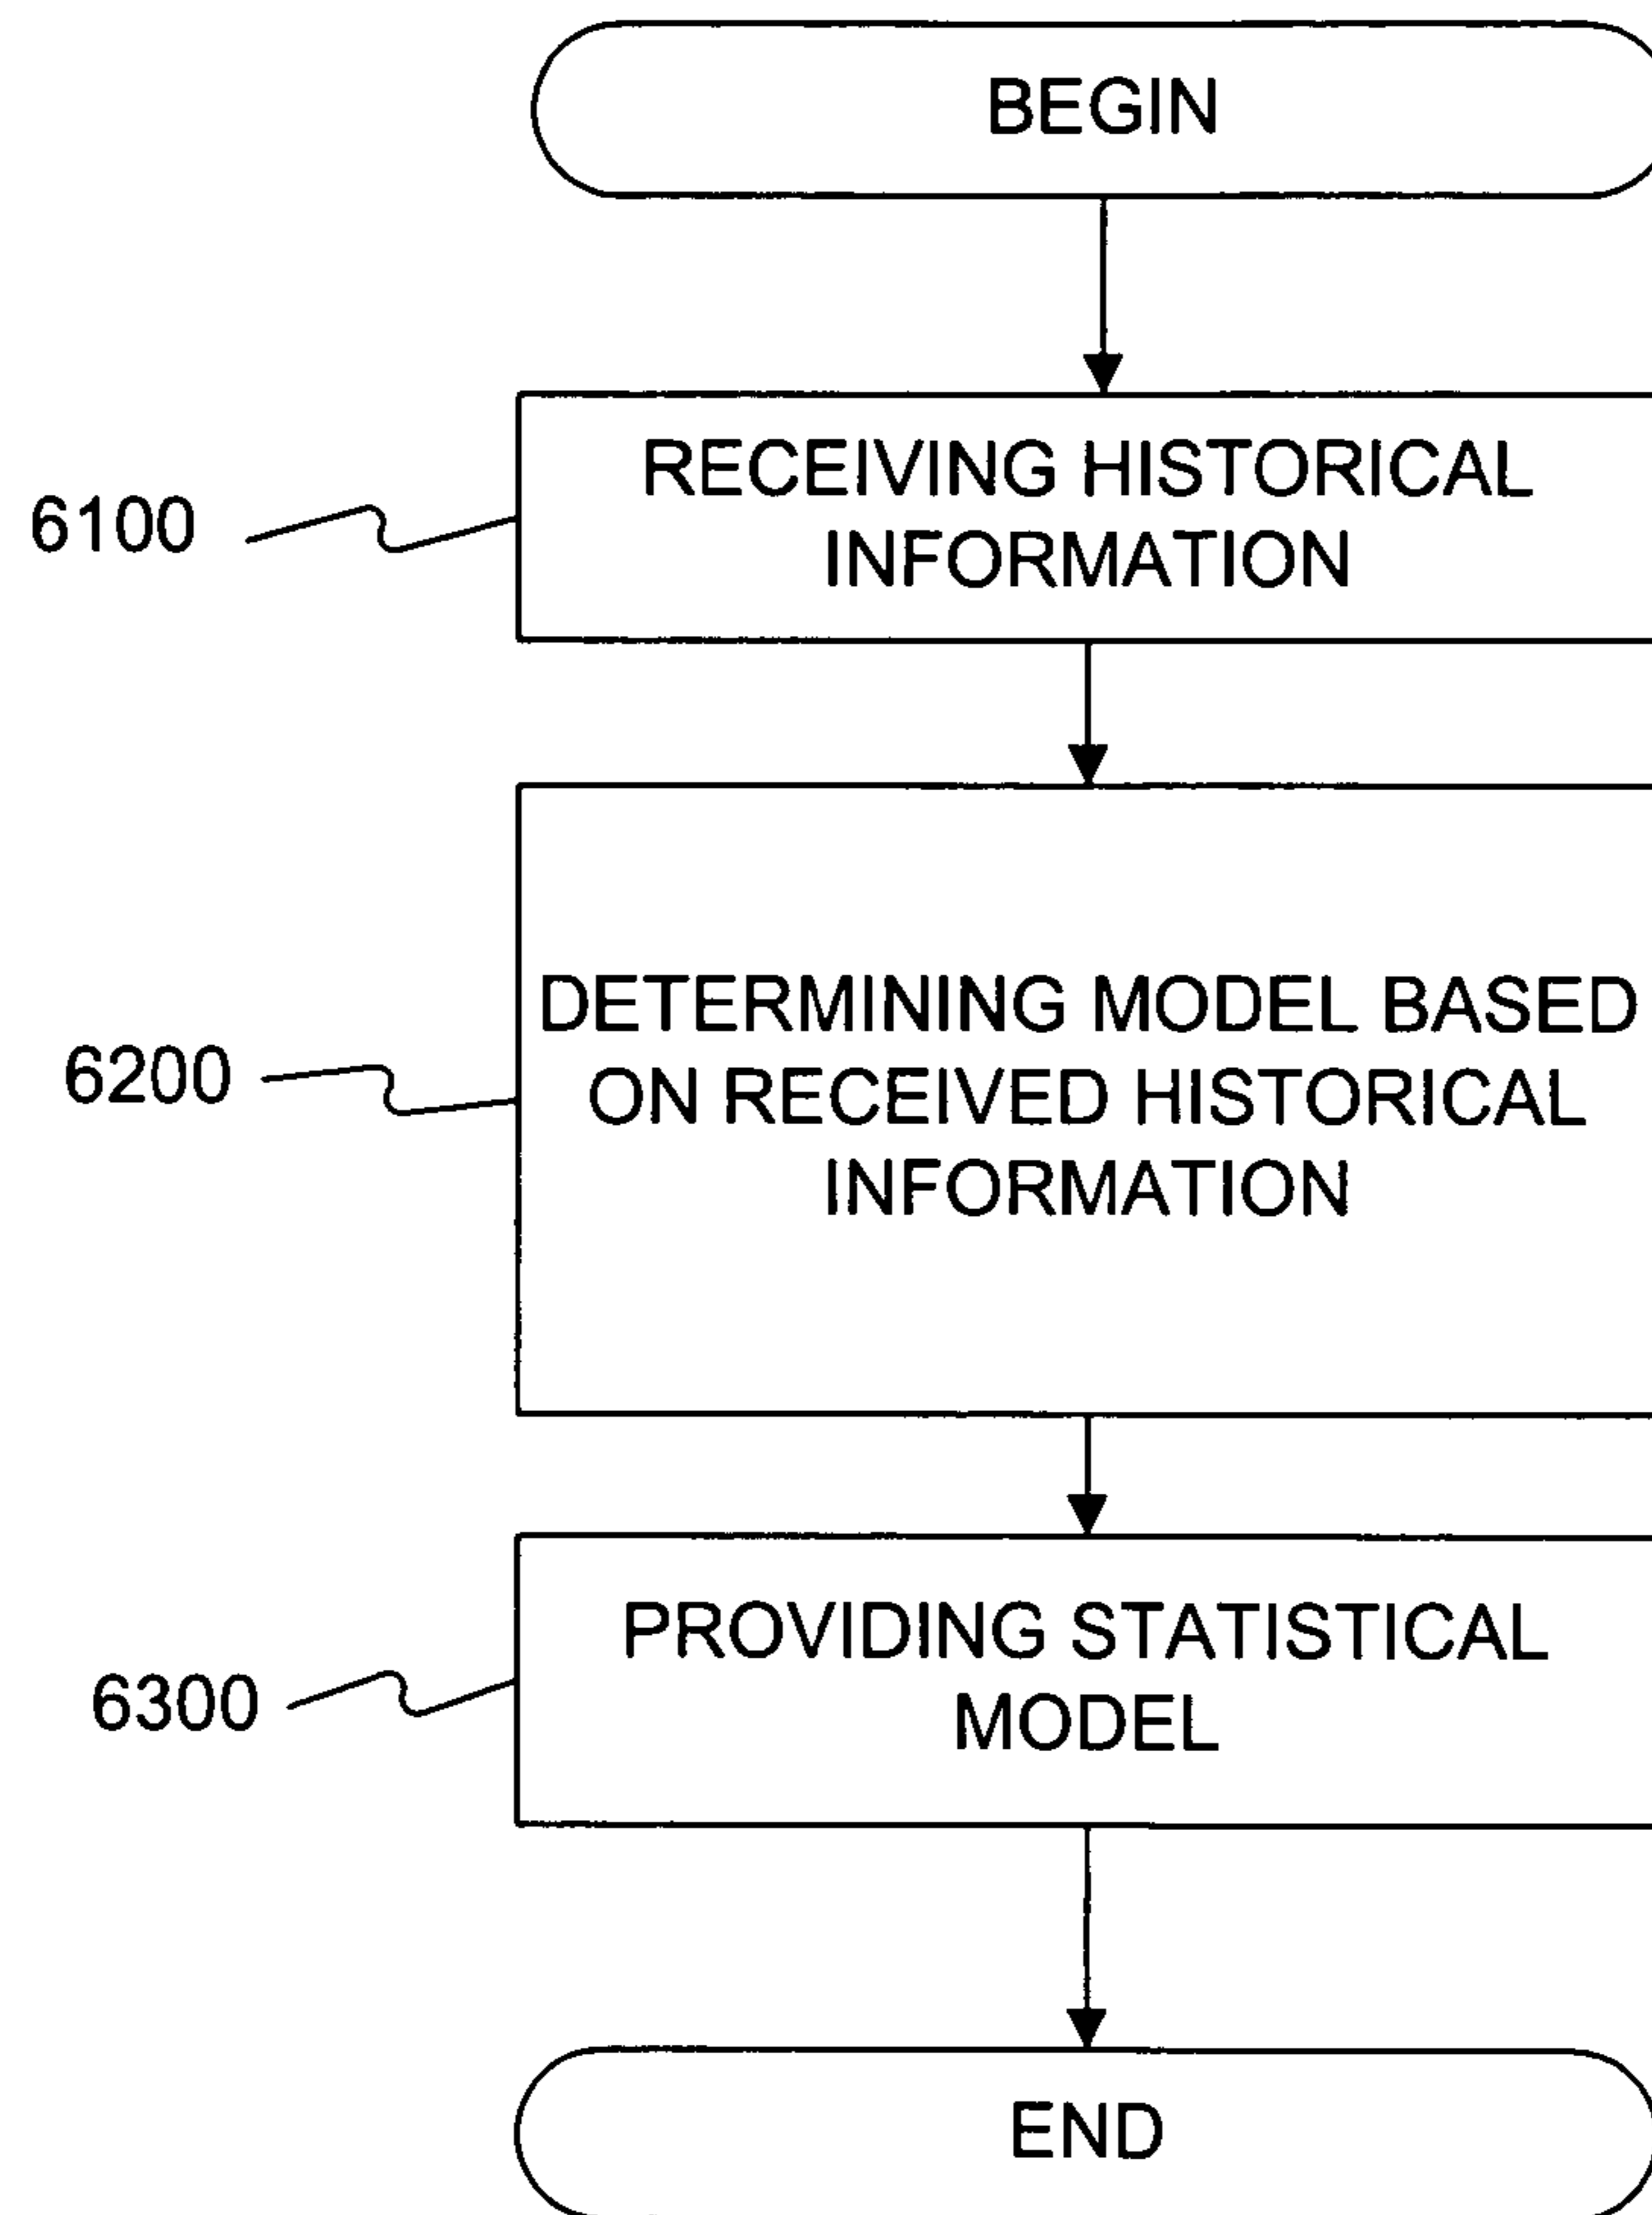 BEGIN
RECEIVING HISTORICAL
INFORMATION
6100
DETERMINING MODEL BASED
ON RECEIVED HISTORICAL
INFORMATION
6200
PROVIDING STATISTICAL
MODEL
6300
END